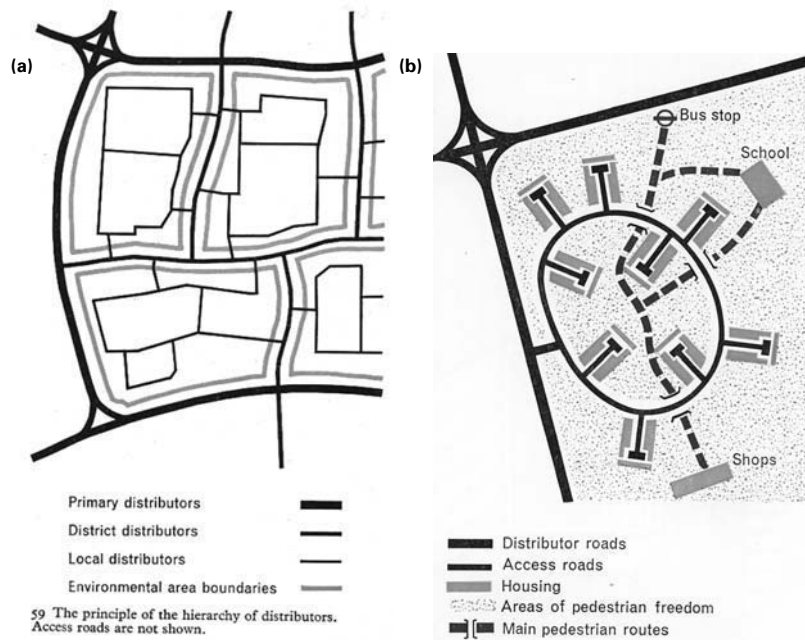 (a)
Primary distributors
District distributors
Local distributors
Environmental area boundaries
59 The principle of the hierarchy of distributors.
Access roads are not shown.
(b)
Bus stop
School
Shops
Distributor roads
Access roads
Housing
Areas of pedestrian freedom
Main pedestrian routes